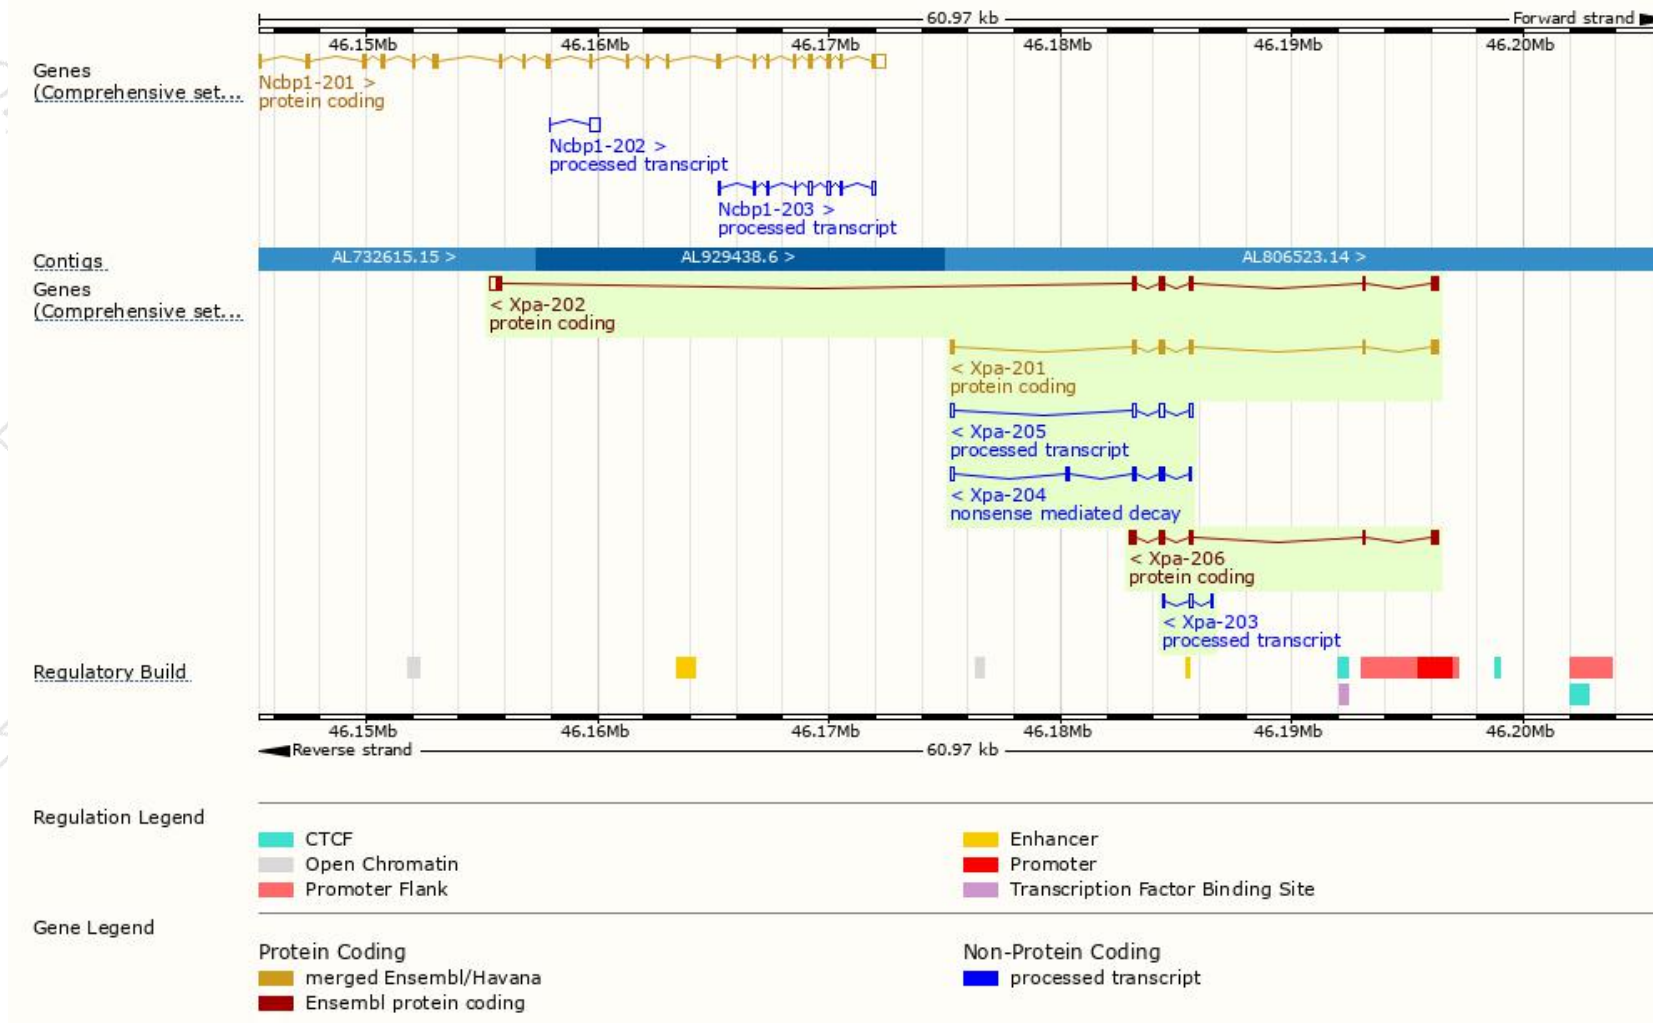 60.97 kb Forward strand
46.15Mb 46.16Mb 46.17Mb 46.18Mb 46.19Mb 46.20Mb
Genes
(Comprehensive set...
Ncbp1-201 >
protein coding
Ncbp1-202 >
processed transcript
Ncbp1-203 >
processed transcript
Contigs
AL732615.15 > AL929438.6 > AL806523.14 >
Genes
(Comprehensive set...
< Xpa-202
protein coding
< Xpa-201
protein coding
< Xpa-205
processed transcript
< Xpa-204
nonsense mediated decay
< Xpa-206
protein coding
< Xpa-203
processed transcript
Regulatory Build
46.15Mb 46.16Mb 46.17Mb 46.18Mb 46.19Mb 46.20Mb
Reverse strand 60.97 kb
Regulation Legend
CTCF Enhancer
Open Chromatin Promoter
Promoter Flank Transcription Factor Binding Site
Gene Legend
Protein Coding Non-Protein Coding
merged Ensembl/Havana processed transcript
Ensembl protein coding